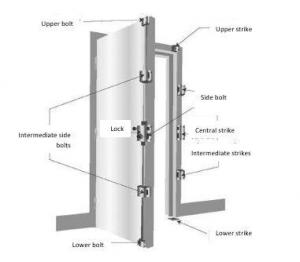 Upper bolt
Upper strike
Side bolt
Lock
Central strike
Intermediate side
bolts
Intermediate strikes
Lower strike
Lower bolt